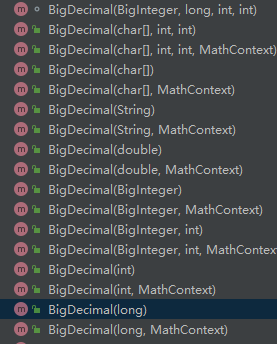 BigDecimal(BigInteger, long, int, int)
BigDecimal(char[], int, int)
BigDecimal(char[], int, int, MathContext)
BigDecimal(char[])
BigDecimal(char[], MathContext)
BigDecimal(String)
BigDecimal(String, MathContext)
BigDecimal(double)
BigDecimal(double, MathContext)
BigDecimal(BigInteger)
BigDecimal(BigInteger, MathContext)
BigDecimal(BigInteger, int)
BigDecimal(BigInteger, int, MathContext
BigDecimal(int)
BigDecimal(int, MathContext)
BigDecimal(long)
BigDecimal(long, MathContext)